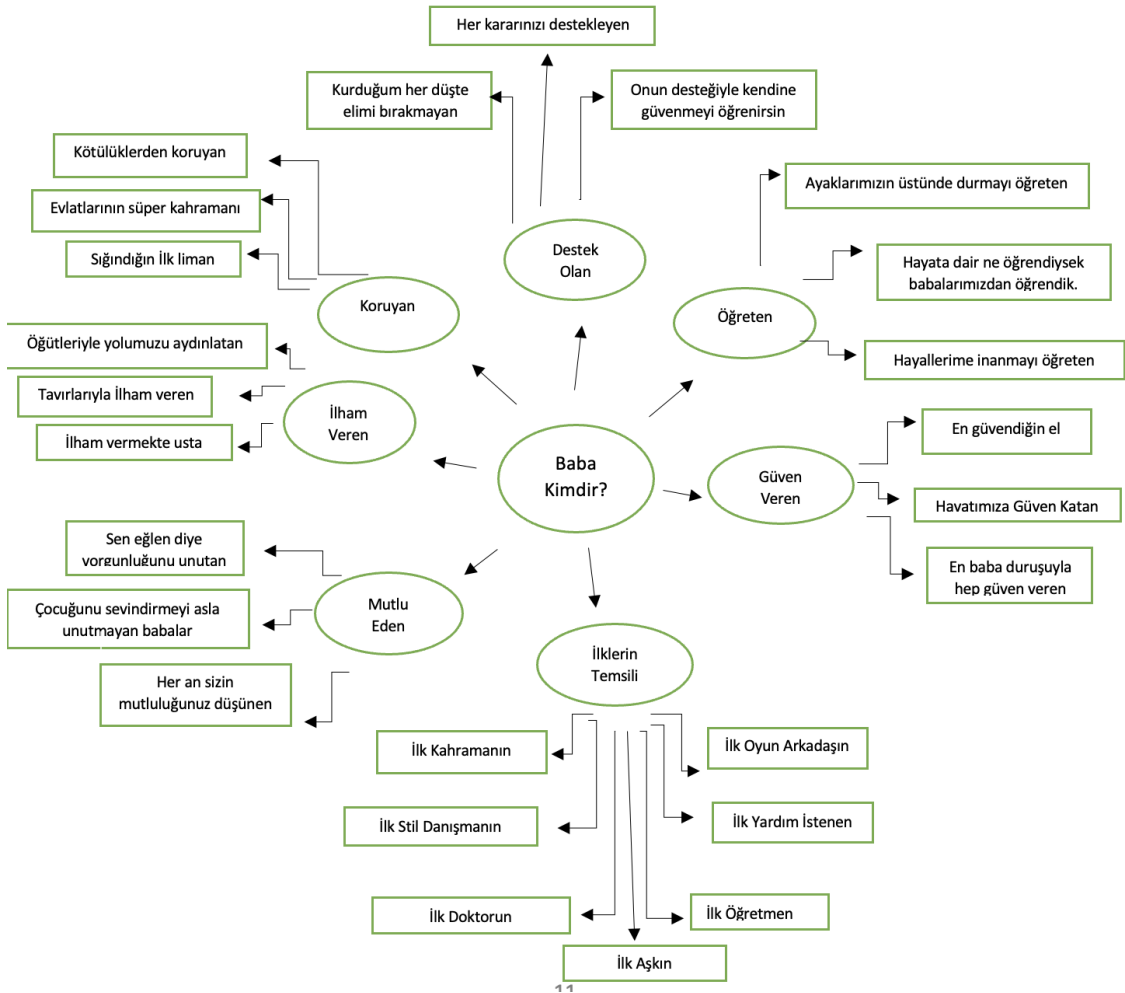 Her kararınızı destekleyen
Kurduğum her düşte
elimi bırakmayan
Onun desteğiyle kendine
güvenmeyi öğrenirsin
Kötülüklerden koruyan
Evlatlarının süper kahramanı
Sığındığın İlk liman
Ayaklarımızın üstünde durmayı öğreten
Hayata dair ne öğrendiysek
babalarımızdan öğrendik.
Hayallerime inanmayı öğreten
Destek
Olan
Koruyan
Öğreten
Öğütleriyle yolumuzu aydınlatan
Tavırlarıyla İlham veren
İlham vermekte usta
İlham
Veren
Baba
Kimdir?
Güven
Veren
En güvendiğin el
Havatımıza Güven Katan
En baba duruşuyla
hep güven veren
Sen eğlen diye
yorgunluğunu unutan
Çocuğunu sevindirmeyi asla
unutmayan babalar
Her an sizin
mutluluğunuz düşünen
Mutlu
Eden
İlklerin
Temsili
İlk Kahramanın
İlk Oyun Arkadaşın
İlk Stil Danışmanın
İlk Yardım İstenen
İlk Doktorun
İlk Öğretmen
İlk Aşkın
11